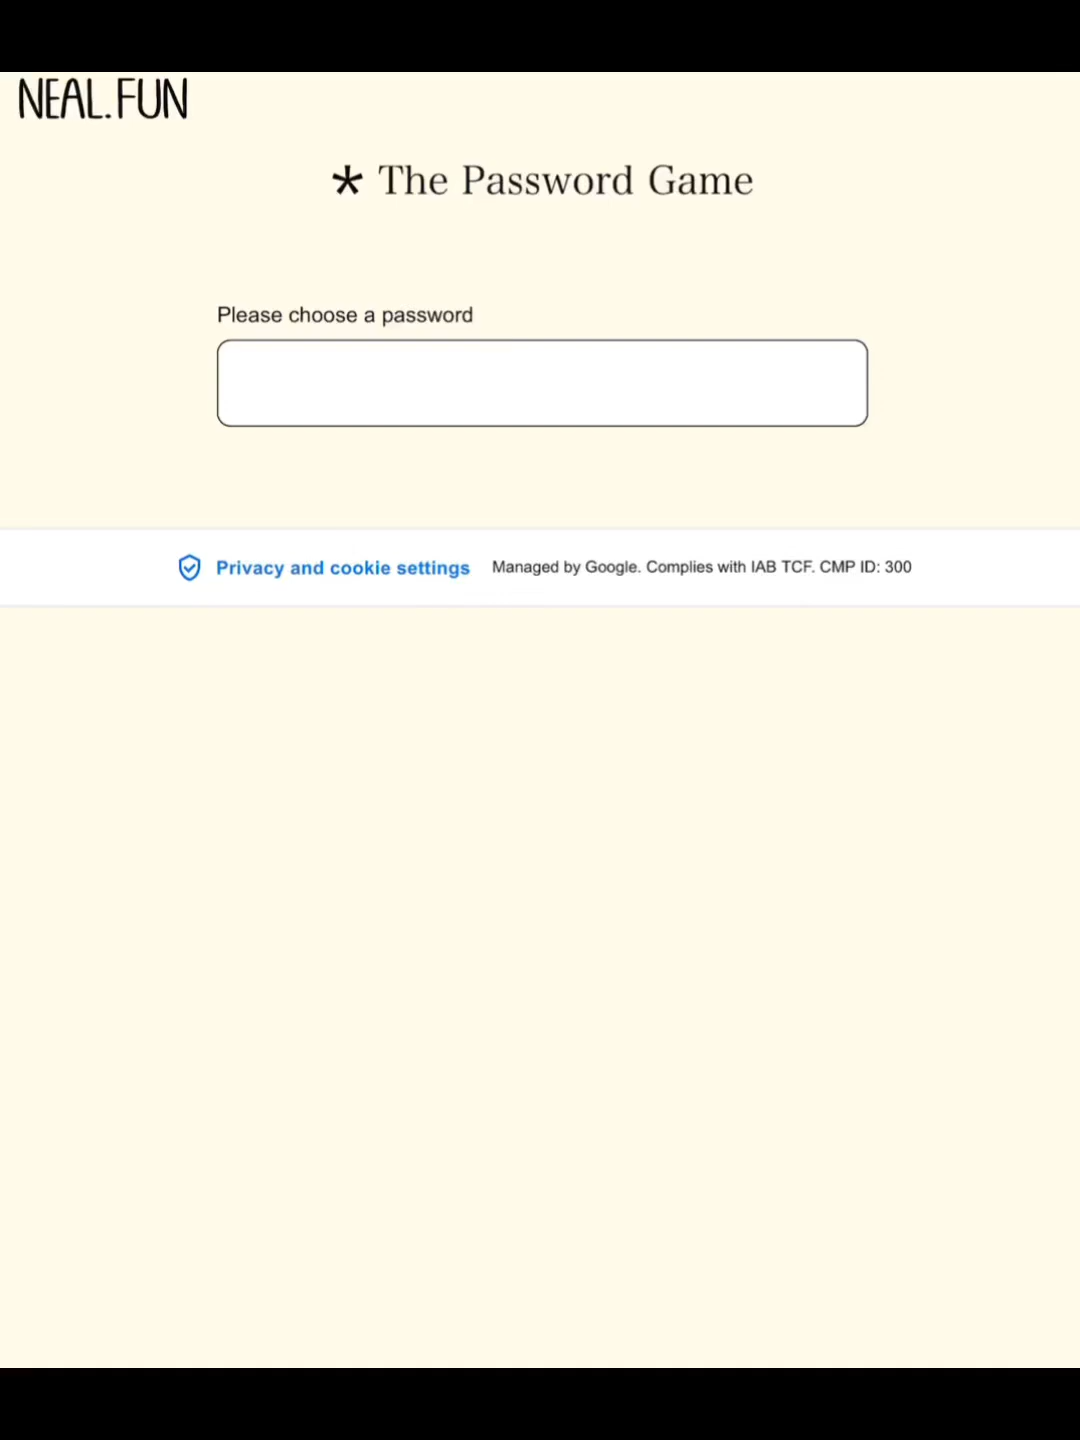 NEAL.FUN
* The Password Game
Please choose a password
Privacy and cookie settings Managed by Google. Complies with IAB TCF. CMP ID: 300